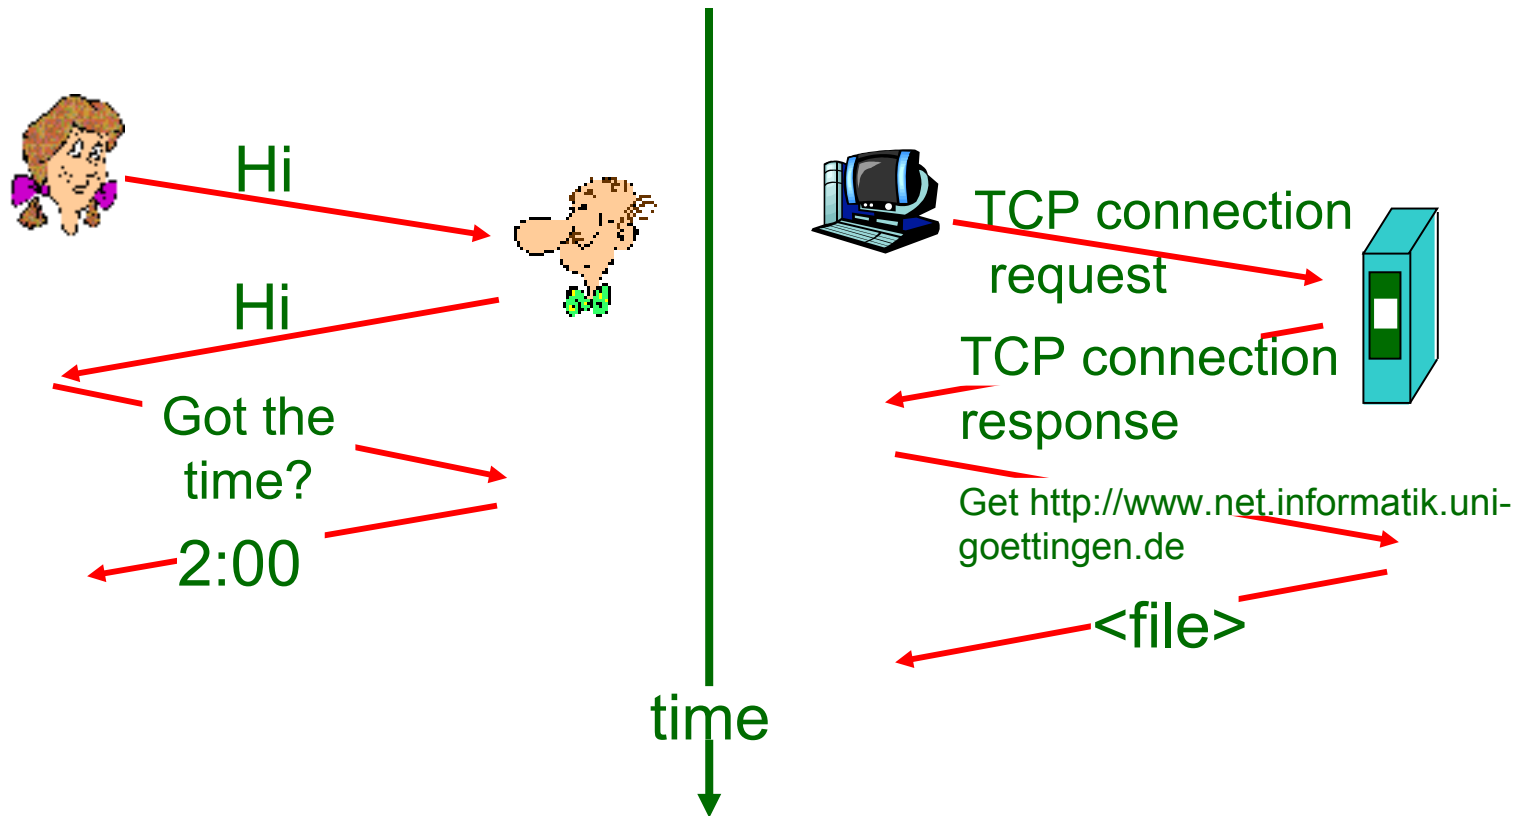 Hi
Hi
Got the
time?
2:00
time
TCP connection
request
TCP connection
response
Get http://www.net.informatik.uni-
goettingen.de
<file>